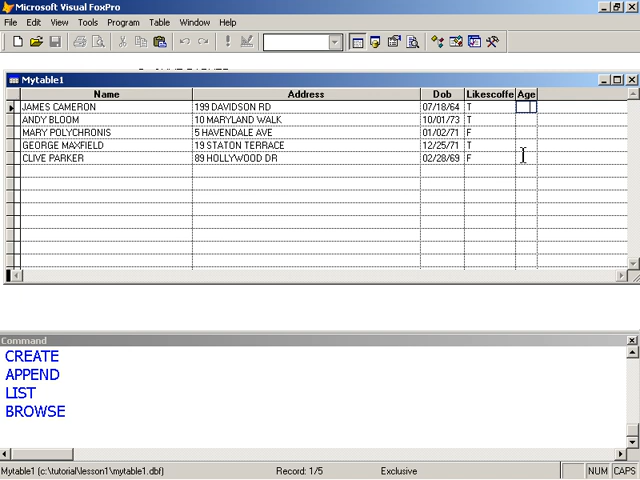 Microsoft Visual FoxPro
File Edit View Tools Program Table Window Help
Mytable1
Name Address Dob Likescoffe Age
JAMES CAMERON 199 DAVIDSON RD 07/18/64 T
ANDY BLOOM 10 MARYLAND WALK 10/01/73 T
MARY POLYCHRONIS 5 HAVENDALE AVE 01/02/71 F
GEORGE MAXFIELD 19 STATON TERRACE 12/25/71 T
CLIVE PARKER 89 HOLLYWOOD DR 02/28/69 F
Command
CREATE
APPEND
LIST
BROWSE
Mytable1 (c:\tutorial\lesson1\mytable1.dbf) Record: 1/5 Exclusive NUM CAPS